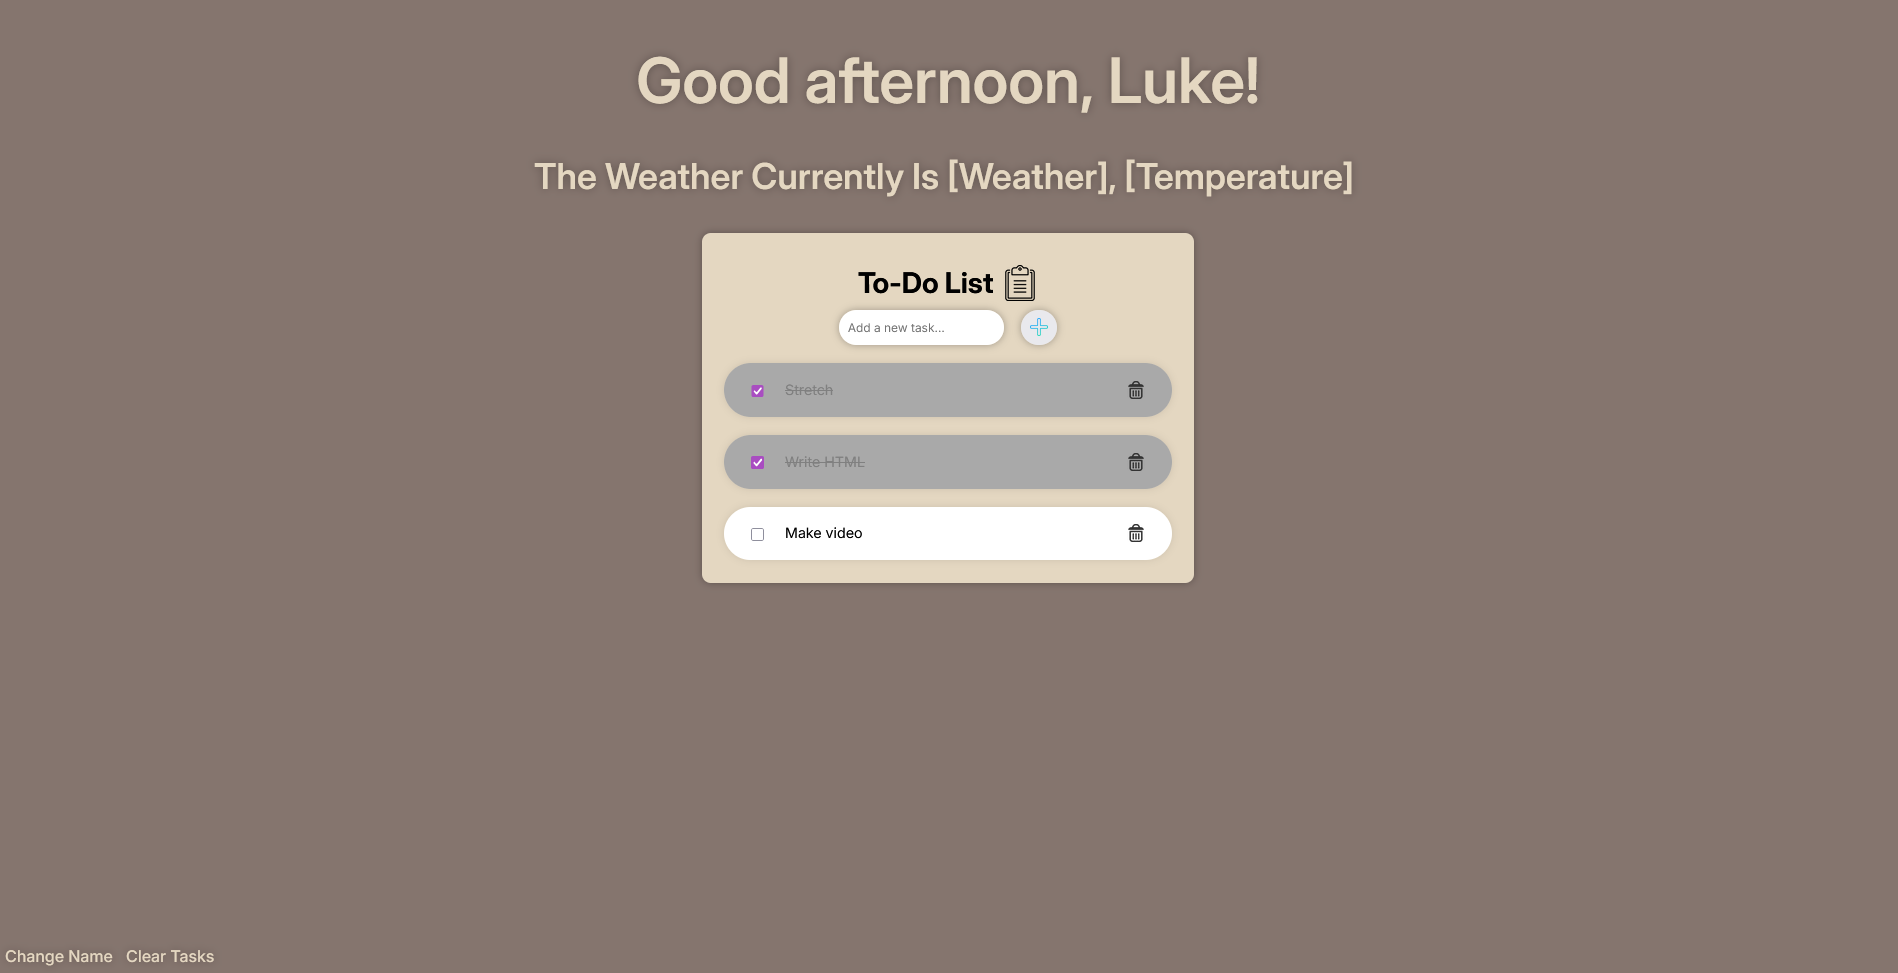 Good afternoon, Luke!
The Weather Currently Is [Weather], [Temperature]
To-Do List
Add a new task...
Stretch
Write HTML
Make video
Change Name Clear Tasks